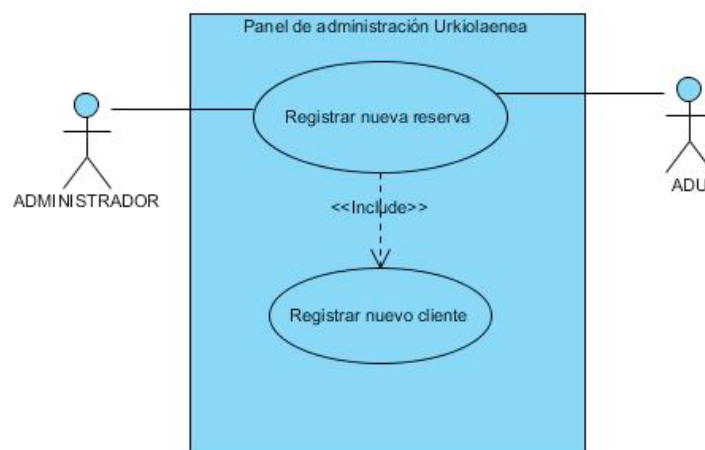 Panel de administración Urkiolaenea
Registrar nueva reserva
ADMINISTRADOR
ADU
<<Include>>
Registrar nuevo cliente